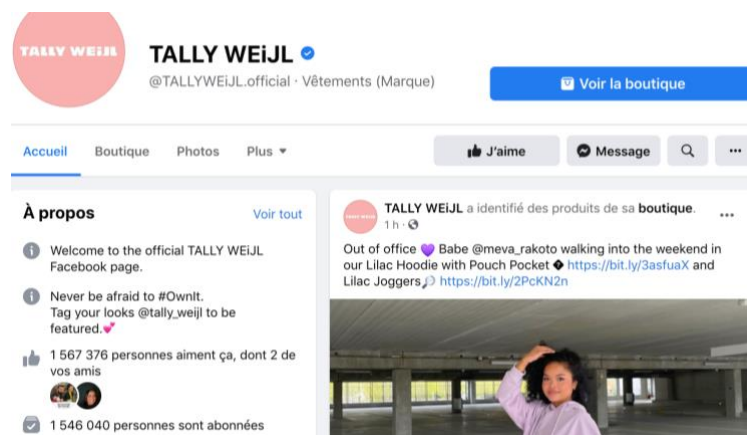 TALLY WEiJL
TALLY WEiJL
@TALLYWEiJL.official · Vêtements (Marque)
Voir la boutique
Accueil
Boutique
Photos
Plus
J'aime
Message
À propos
Voir tout
Welcome to the official TALLY WEiJL
Facebook page.
Never be afraid to #OwnIt.
Tag your looks @tally_weijl to be
featured.💕
1 567 376 personnes aiment ça, dont 2 de
vos amis
1 546 040 personnes sont abonnées
TALLY WEiJL a identifié des produits de sa boutique.
1 h ·
Out of office 💜 Babe @meva_rakoto walking into the weekend in
our Lilac Hoodie with Pouch Pocket � https://bit.ly/3asfuaX and
Lilac Joggers🔎 https://bit.ly/2PcKN2n